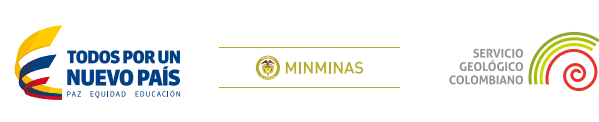 TODOS POR UN
NUEVO PAÍS
PAZ EQUIDAD EDUCACIÓN
MINMINAS
SERVICIO
GEOLÓGICO
COLOMBIANO